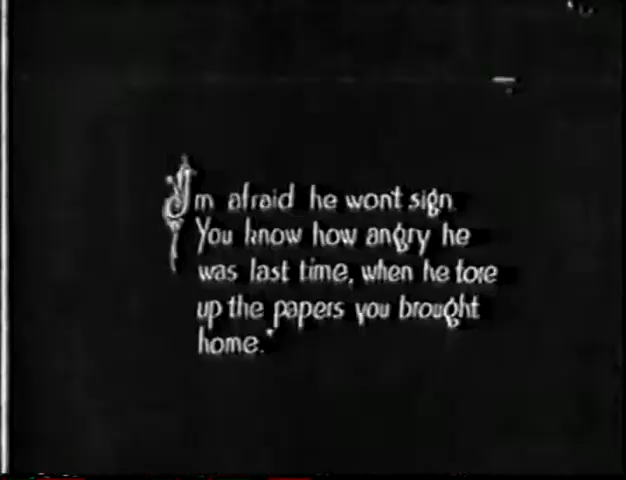 I'm afraid he wont sign.
You know how angry he
was last time, when he tore
up the papers you brought
home."